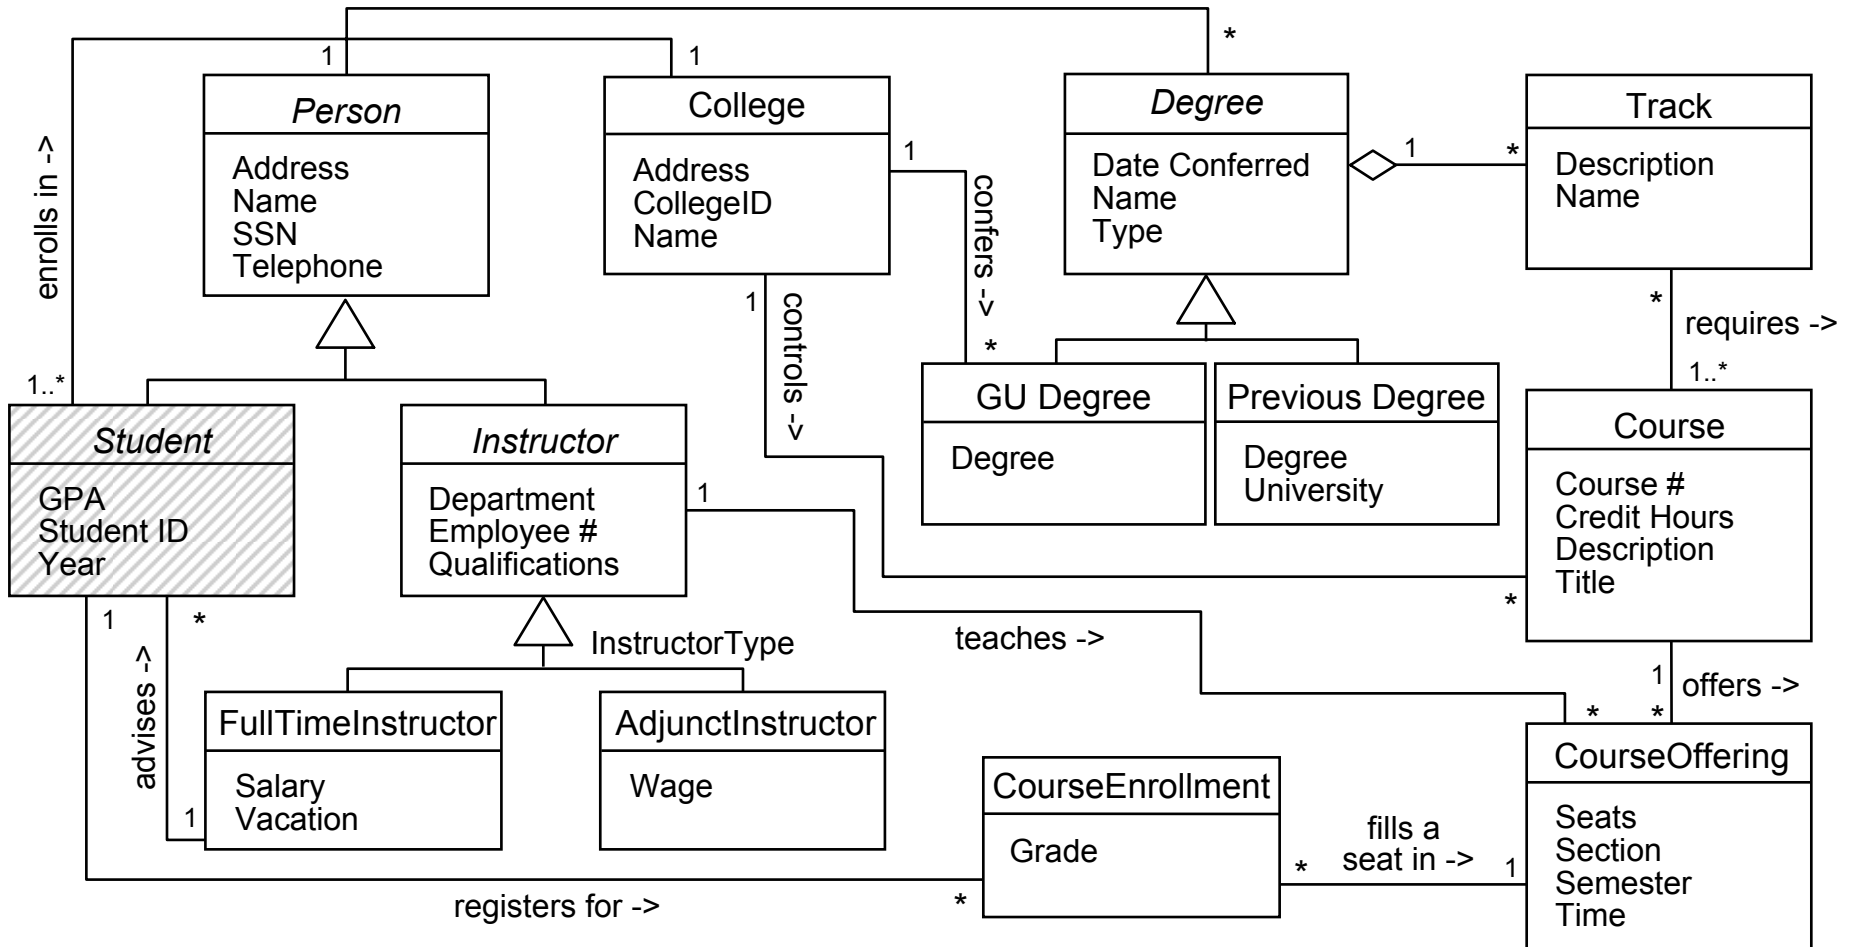 1
1
*
enrolls in ->
Person
Address
Name
SSN
Telephone
College
Address
CollegeID
Name
1
confers ->
*
Degree
Date Conferred
Name
Type
1
*
Track
Description
Name
*
requires ->
1..*
1
controls ->
*
1..*
Student
GPA
Student ID
Year
Instructor
Department
Employee #
Qualifications
1
GU Degree
Degree
Previous Degree
Degree
University
Course
Course #
Credit Hours
Description
Title
1
*
advises ->
1
InstructorType
teaches ->
*
1
offers ->
*
FullTimeInstructor
Salary
Vacation
AdjunctInstructor
Wage
CourseEnrollment
Grade
CourseOffering
Seats
Section
Semester
Time
fills a
seat in ->
*
1
registers for ->
*